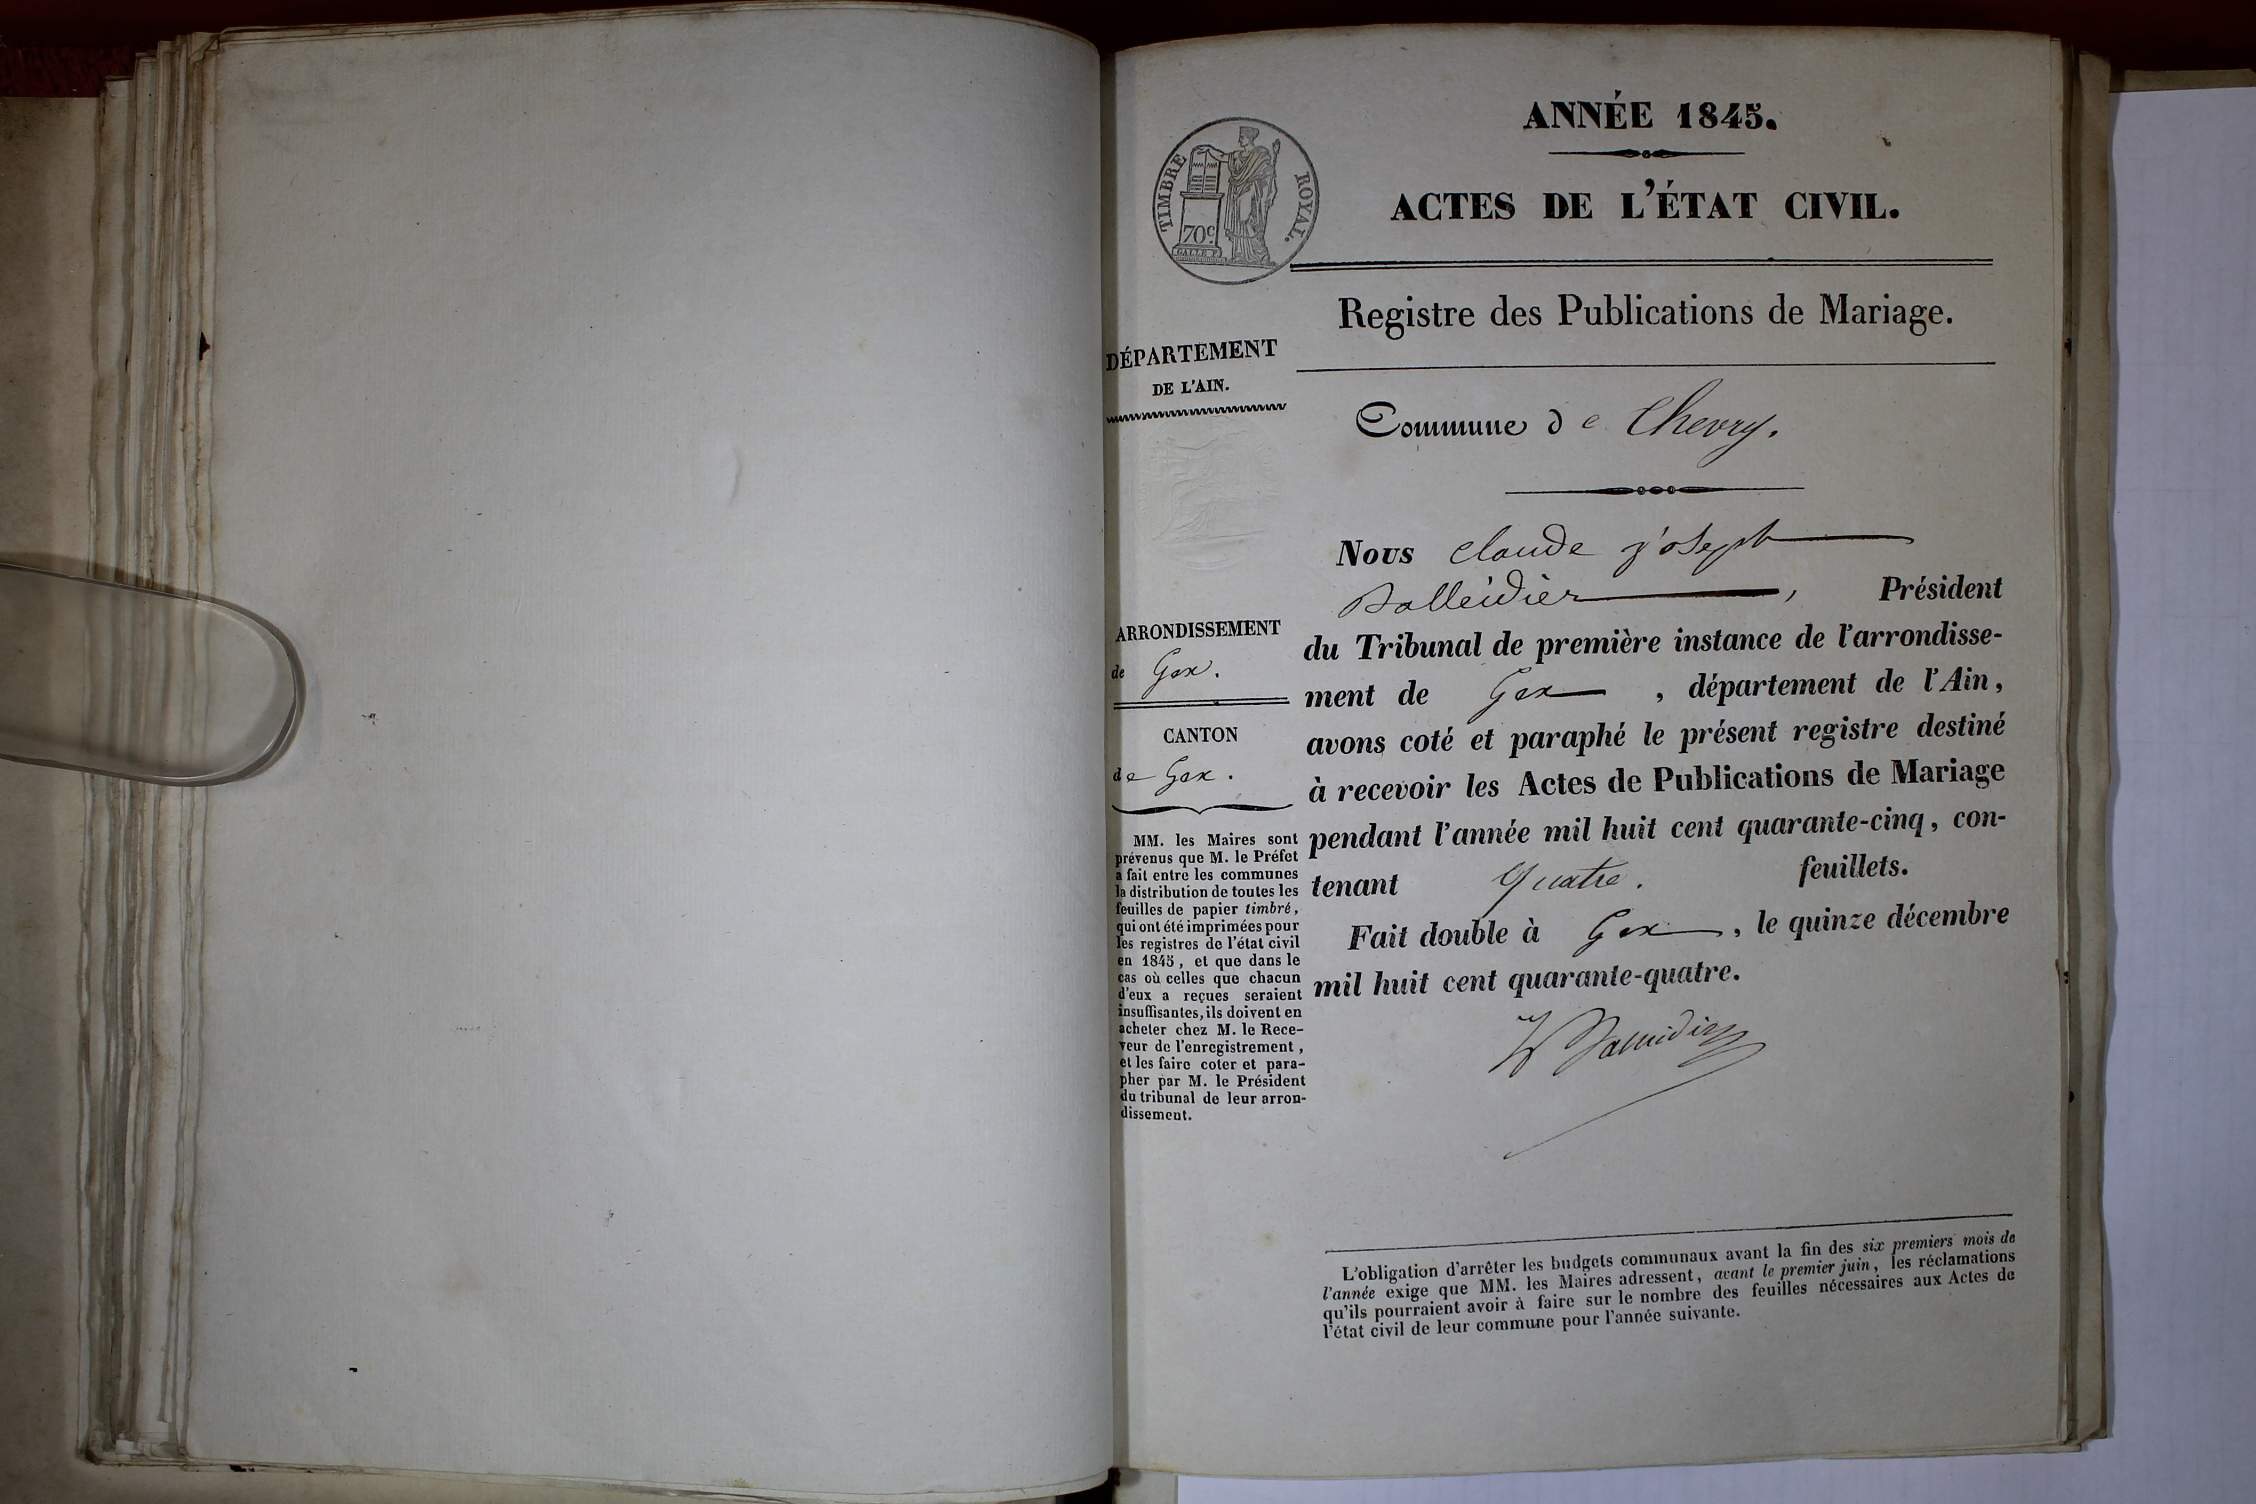 ANNÉE 1845.
ACTES DE L'ÉTAT CIVIL.
TIMBRE ROYAL.
70c.
Registre des Publications de Mariage.
DÉPARTEMENT
DE L'AIN.
Commune de Chevry.
ARRONDISSEMENT
de Gex.
CANTON
de Gex.
MM. les Maires sont
prévenus que M. le Préfet
a fait entre les communes
la distribution de toutes les
feuilles de papier timbré,
qui ont été imprimées pour
les registres de l'état civil
en 1845, et que dans le
cas où celles que chacun
d'eux a reçues seraient
insuffisantes, ils doivent en
acheter chez M. le Rece-
veur de l'enregistrement,
et les faire coter et para-
pher par M. le Président
du tribunal de leur arron-
dissement.
Nous Claude joseph
Balleidier, Président
du Tribunal de première instance de l'arrondisse-
ment de Gex, département de l'Ain,
avons coté et paraphé le présent registre destiné
à recevoir les Actes de Publications de Mariage
pendant l'année mil huit cent quarante-cinq, con-
tenant Quatre. feuillets.
Fait double à Gex, le quinze décembre
mil huit cent quarante-quatre.
L'obligation d'arrêter les budgets communaux avant la fin des six premiers mois de
l'année exige que MM. les Maires adressent, avant le premier juin, les réclamations
qu'ils pourraient avoir à faire sur le nombre des feuilles nécessaires aux Actes de
l'état civil de leur commune pour l'année suivante.